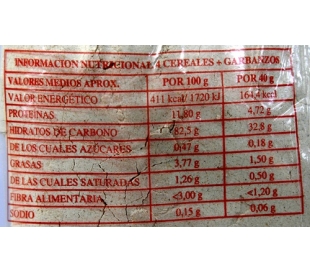 INFORMACION NUTRICIONAL 4 CEREALES + GARBANZOS
VALORES MEDIOS APROX. POR 100 g POR 40 g
VALOR ENERGÉTICO 411 kcal/ 1720 kJ 164,4 kcal
PROTEINAS 11,80 g 4,72 g
HIDRATOS DE CARBONO 82,5 g 32,8 g
DE LOS CUALES AZÚCARES 0,47 g 0,18 g
GRASAS 3,77 g 1,50 g
DE LAS CUALES SATURADAS 1,26 g 0,50 g
FIBRA ALIMENTARIA <3,00 g <1,20 g
SODIO 0,15 g 0,06 g